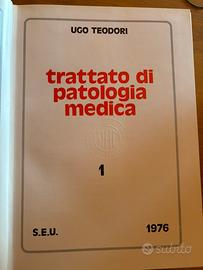 UGO TEODORI
trattato di
patologia
medica
1
S.E.U.
1976
subito